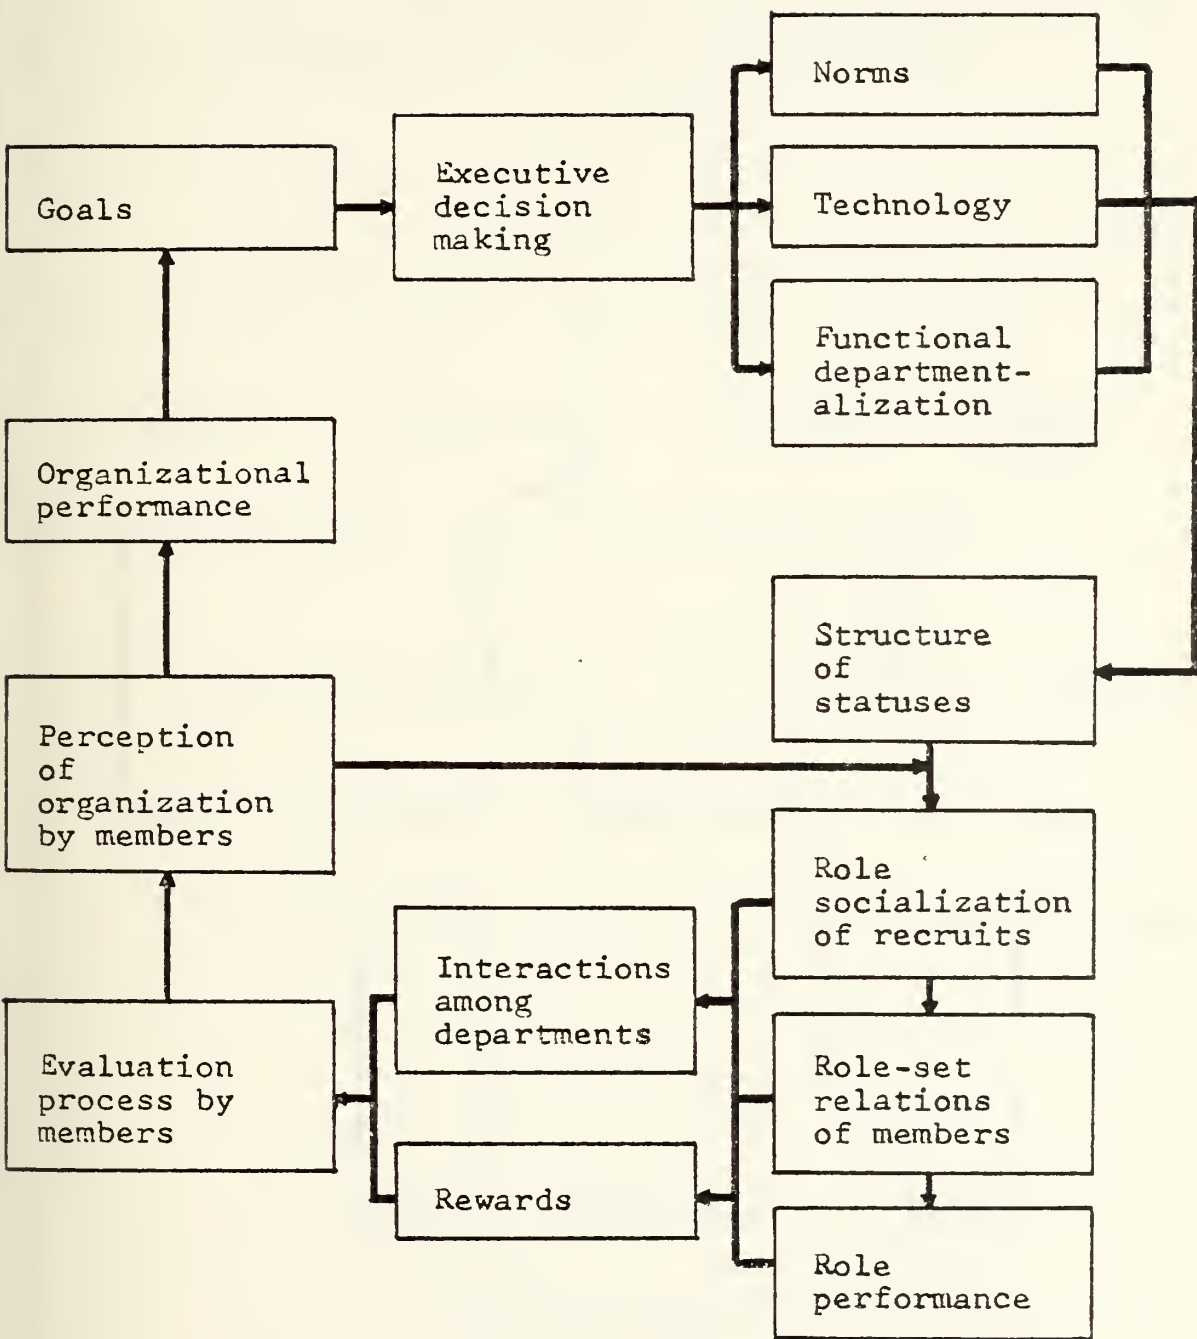 Norms
Goals
Executive
decision
making
Technology
Functional
department-
alization
Organizational
performance
Structure
of
statuses
Perception
of
organization
by members
Role
socialization
of recruits
Interactions
among
departments
Evaluation
process by
members
Role-set
relations
of members
Rewards
Role
performance